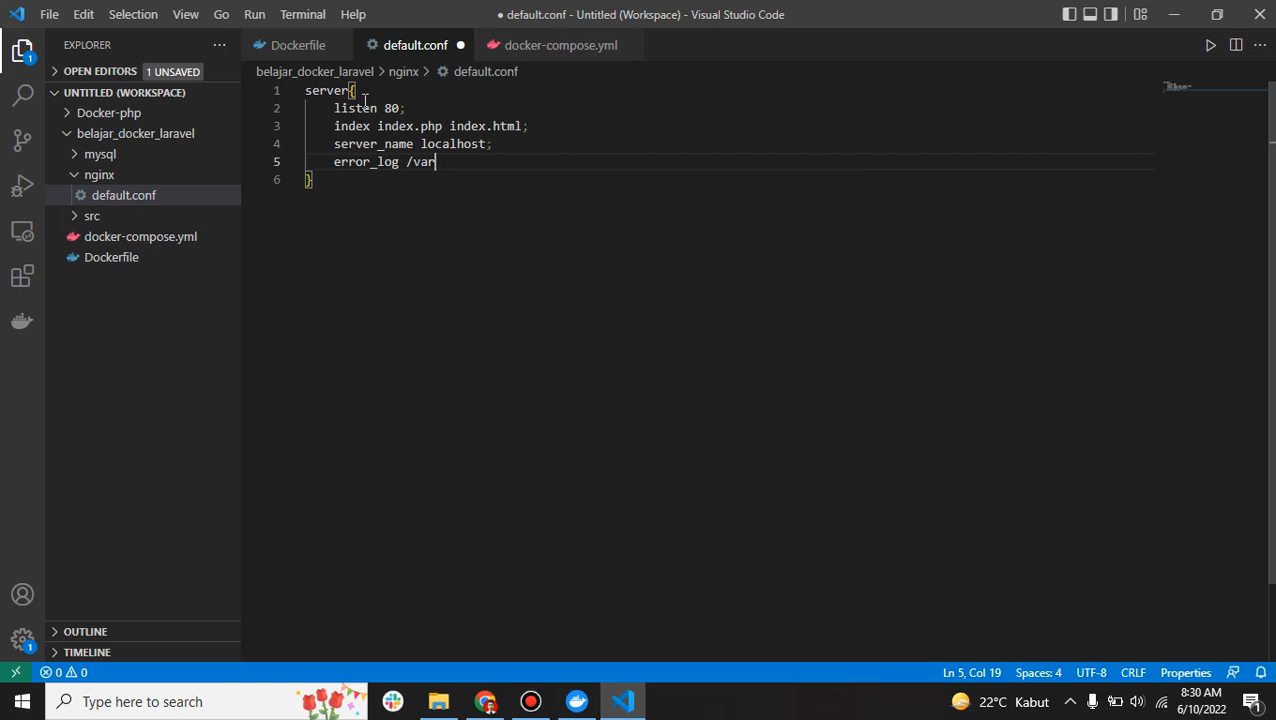 File Edit Selection View Go Run Terminal Help
● default.conf - Untitled (Workspace) - Visual Studio Code
EXPLORER
Dockerfile
default.conf
docker-compose.yml
OPEN EDITORS 1 UNSAVED
belajar_docker_laravel > nginx > default.conf
UNTITLED (WORKSPACE)
Docker-php
belajar_docker_laravel
mysql
nginx
default.conf
src
docker-compose.yml
Dockerfile
1 server{
2 listen 80;
3 index index.php index.html;
4 server_name localhost;
5 error_log /var
6 }
1
1
OUTLINE
TIMELINE
0 0
Ln 5, Col 19 Spaces: 4 UTF-8 CRLF Properties
Type here to search
22°C Kabut
8:30 AM
6/10/2022
1